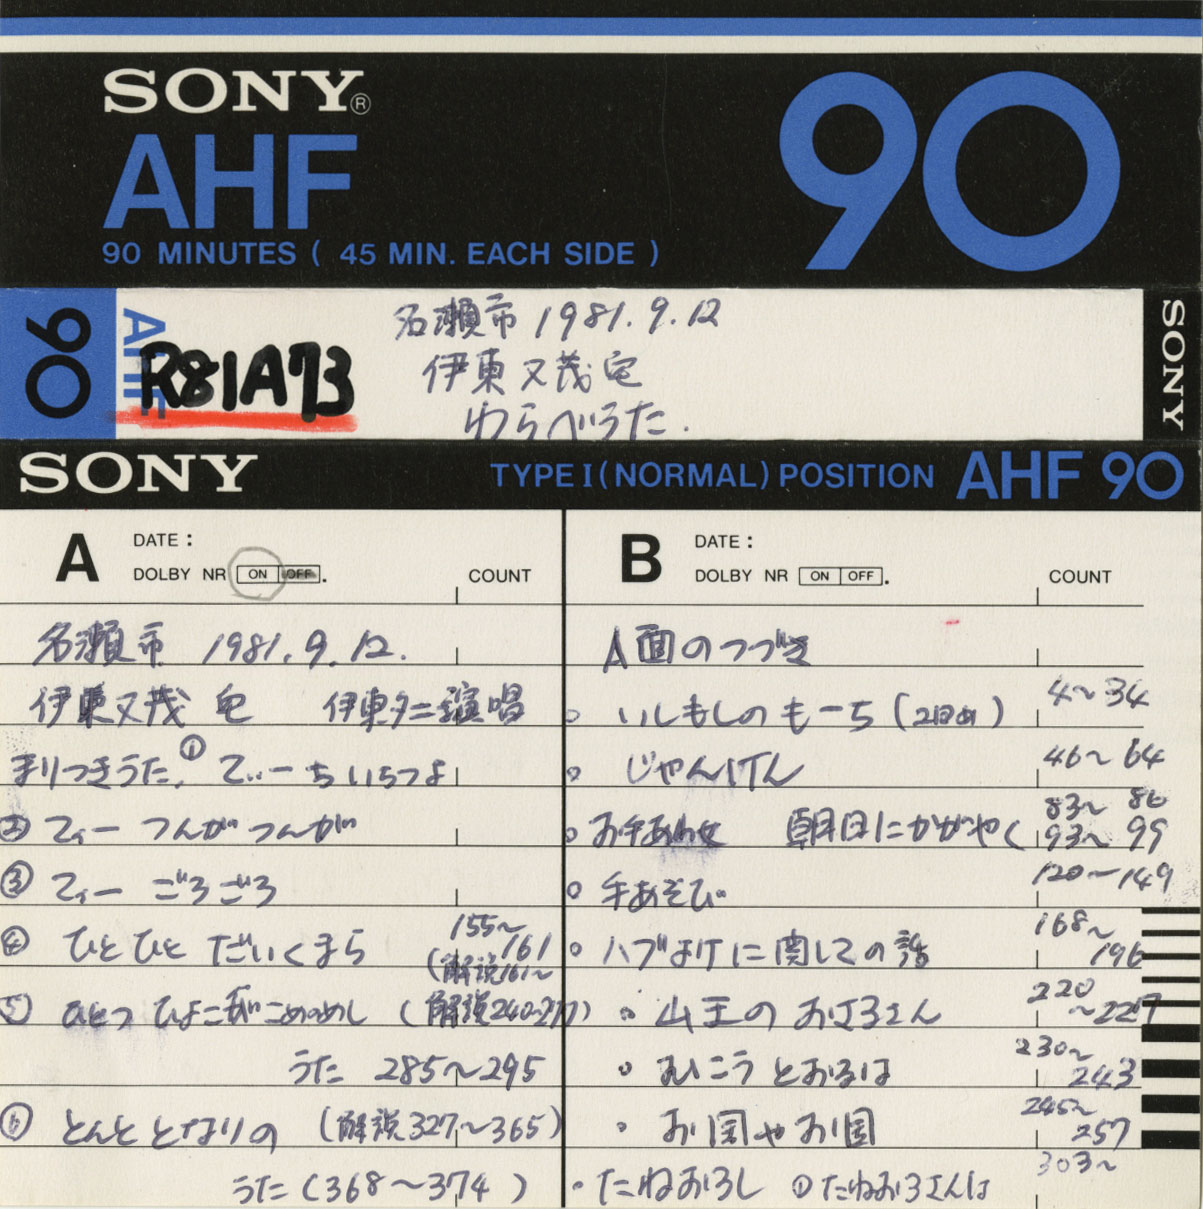 SONY®
AHF 90
90 MINUTES ( 45 MIN. EACH SIDE )
90 AHF R81A73
名瀬市 1981.9.12
伊東又茂宅
わらべうた.
SONY
SONY TYPE I (NORMAL) POSITION AHF 90
A DATE :
DOLBY NR ON OFF . COUNT
名瀬市 1981.9.12.
伊東又茂宅 伊東タニ演唱
まりつきうた, ① てぃーち いちつよ
② てぃー つんがつんが
③ てぃー ごろごろ
④ ひとひと だいくまら 155〜161
(解説161〜
⑤ ひとつ ひよこがこめのめし (解説240-277)
うた 285〜295
⑥ とんと となりの (解説327〜365)
うた (368〜374 )
B DATE :
DOLBY NR ON OFF . COUNT
A面のつづき
いしもしの もーち (2回め) 4〜34
じゃんけん 46〜64
お手あわせ 朝日にかがやく 83〜86
93〜99
手あそび 120〜149
ハブよけに関しての話 168〜196
山王のお江さん 220〜227
むこうとおるは 230〜243
お国やお国 245〜257
たねおろし ① たねおろさんは 303〜